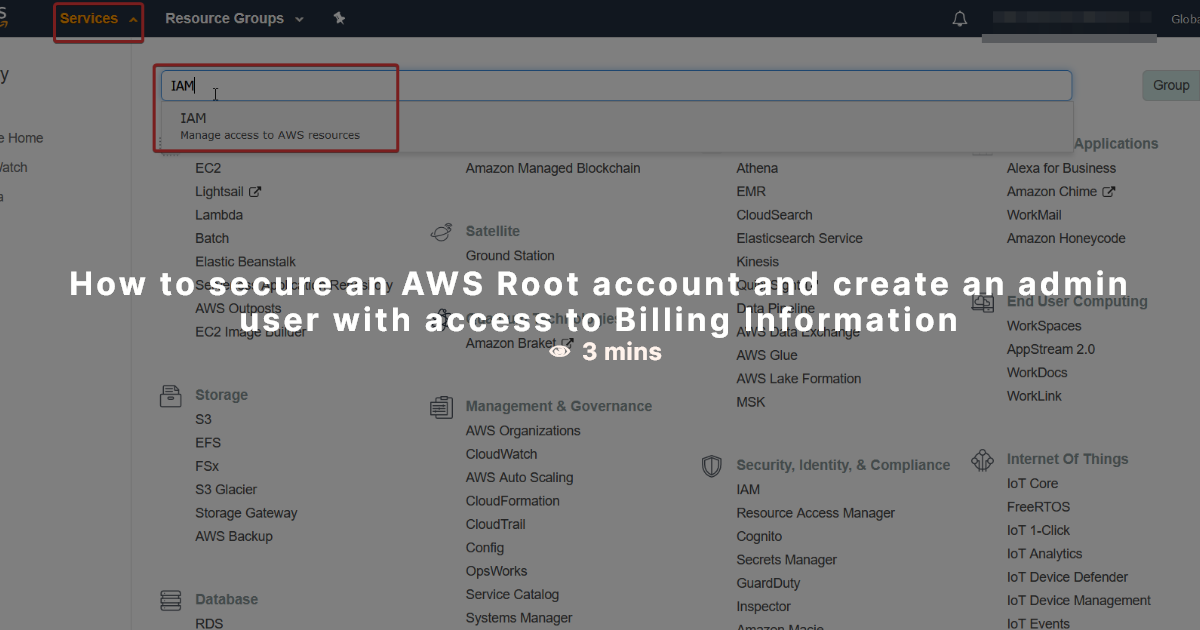 Services
Resource Groups
IAM
IAM
Manage access to AWS resources
Group
Applications
EC2
Lightsail
Lambda
Batch
Elastic Beanstalk
Serverless Application Repository
AWS Outposts
EC2 Image Builder
Storage
S3
EFS
FSx
S3 Glacier
Storage Gateway
AWS Backup
Database
RDS
Amazon Managed Blockchain
Satellite
Ground Station
Amazon Braket
Management & Governance
AWS Organizations
CloudWatch
AWS Auto Scaling
CloudFormation
CloudTrail
Config
OpsWorks
Service Catalog
Systems Manager
Athena
EMR
CloudSearch
Elasticsearch Service
Kinesis
Data Pipeline
AWS Data Exchange
AWS Glue
AWS Lake Formation
MSK
Security, Identity, & Compliance
IAM
Resource Access Manager
Cognito
Secrets Manager
GuardDuty
Inspector
Alexa for Business
Amazon Chime
WorkMail
Amazon Honeycode
End User Computing
WorkSpaces
AppStream 2.0
WorkDocs
WorkLink
Internet Of Things
IoT Core
FreeRTOS
IoT 1-Click
IoT Analytics
IoT Device Defender
IoT Device Management
IoT Events
How to secure an AWS Root account and create an admin
user with access to Billing Information
3 mins